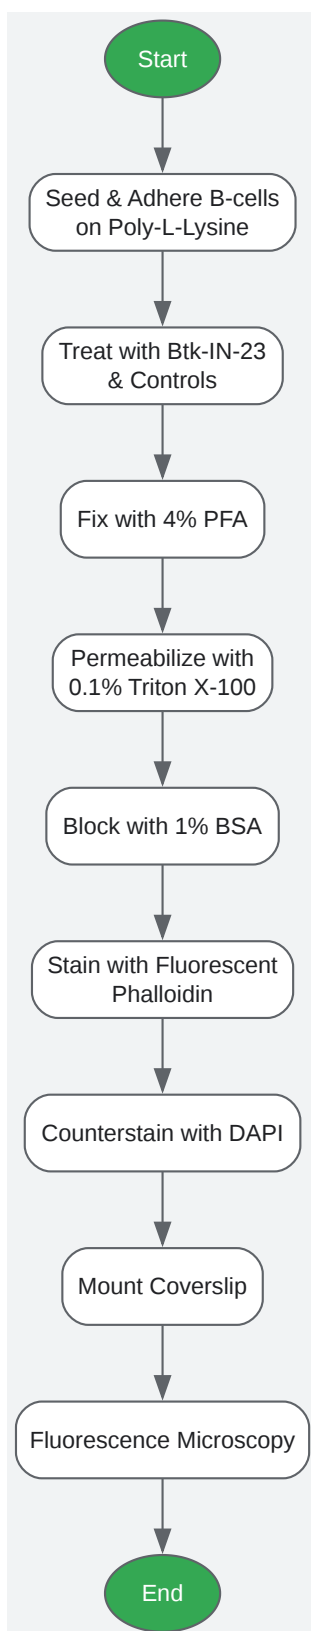 Start
Seed & Adhere B-cells
on Poly-L-Lysine
Treat with Btk-IN-23
& Controls
Fix with 4% PFA
Permeabilize with
0.1% Triton X-100
Block with 1% BSA
Stain with Fluorescent
Phalloidin
Counterstain with DAPI
Mount Coverslip
Fluorescence Microscopy
End